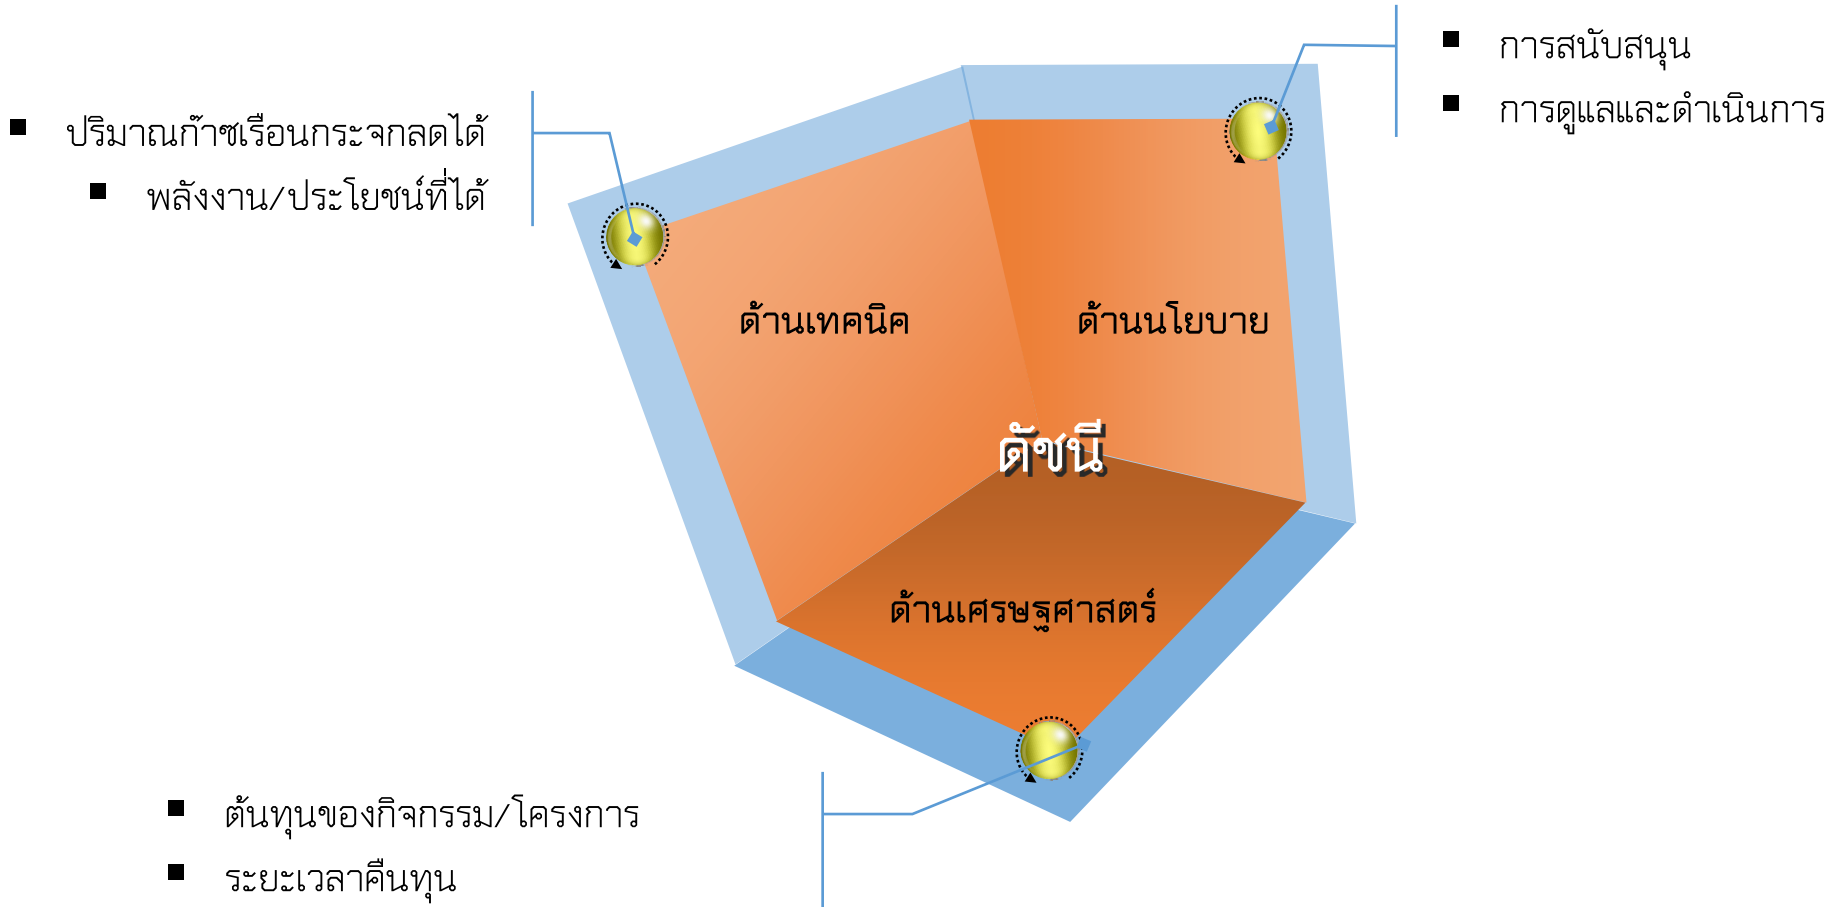 การสนับสนุน
การดูแลและดำเนินการ
ปริมาณก๊าซเรือนกระจกลดได้
พลังงาน/ประโยชน์ที่ได้
ด้านเทคนิค
ด้านนโยบาย
ดัชนี
ด้านเศรษฐศาสตร์
ต้นทุนของกิจกรรม/โครงการ
ระยะเวลาคืนทุน